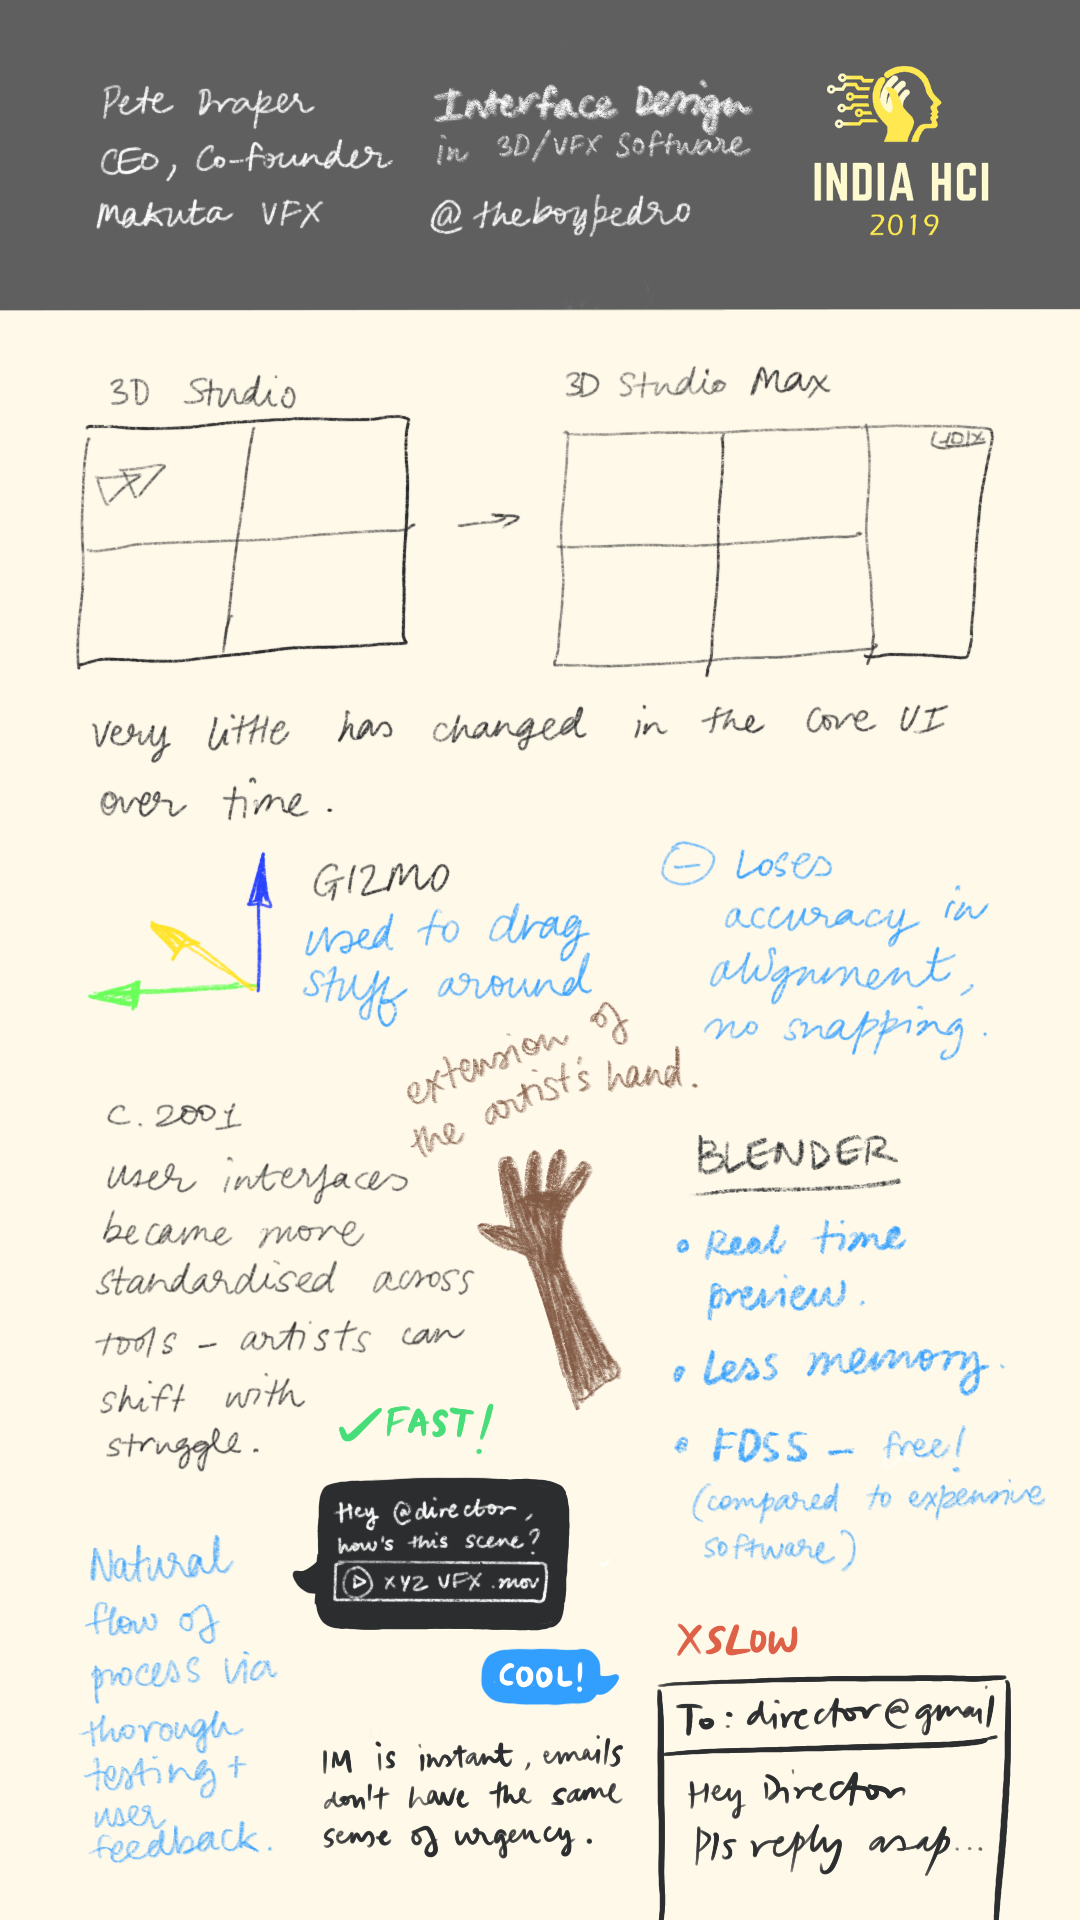 Pete Draper
CEO, Co-founder
Makuta VFX
Interface Design
in 3D/VFX Software
@theboypedro
INDIA HCI
2019
3D Studio
3D Studio Max
very little has changed in the core UI
over time.
GIZMO
used to drag
stuff around
Loses
accuracy in
alignment,
no snapping.
extension of
the artist's hand.
C. 2001
user interfaces
became more
standardised across
tools – artists can
shift with
struggle.
BLENDER
• Real time
preview.
• Less memory.
• FOSS – free!
(compared to expensive
software)
✓FAST!
Hey @director,
how's this scene?
XYZ VFX .mov
COOL!
Natural
flow of
process via
thorough
testing +
user
feedback.
IM is instant, emails
don't have the same
sense of urgency.
X SLOW
To: director@gmail
Hey Director
Pls reply asap...